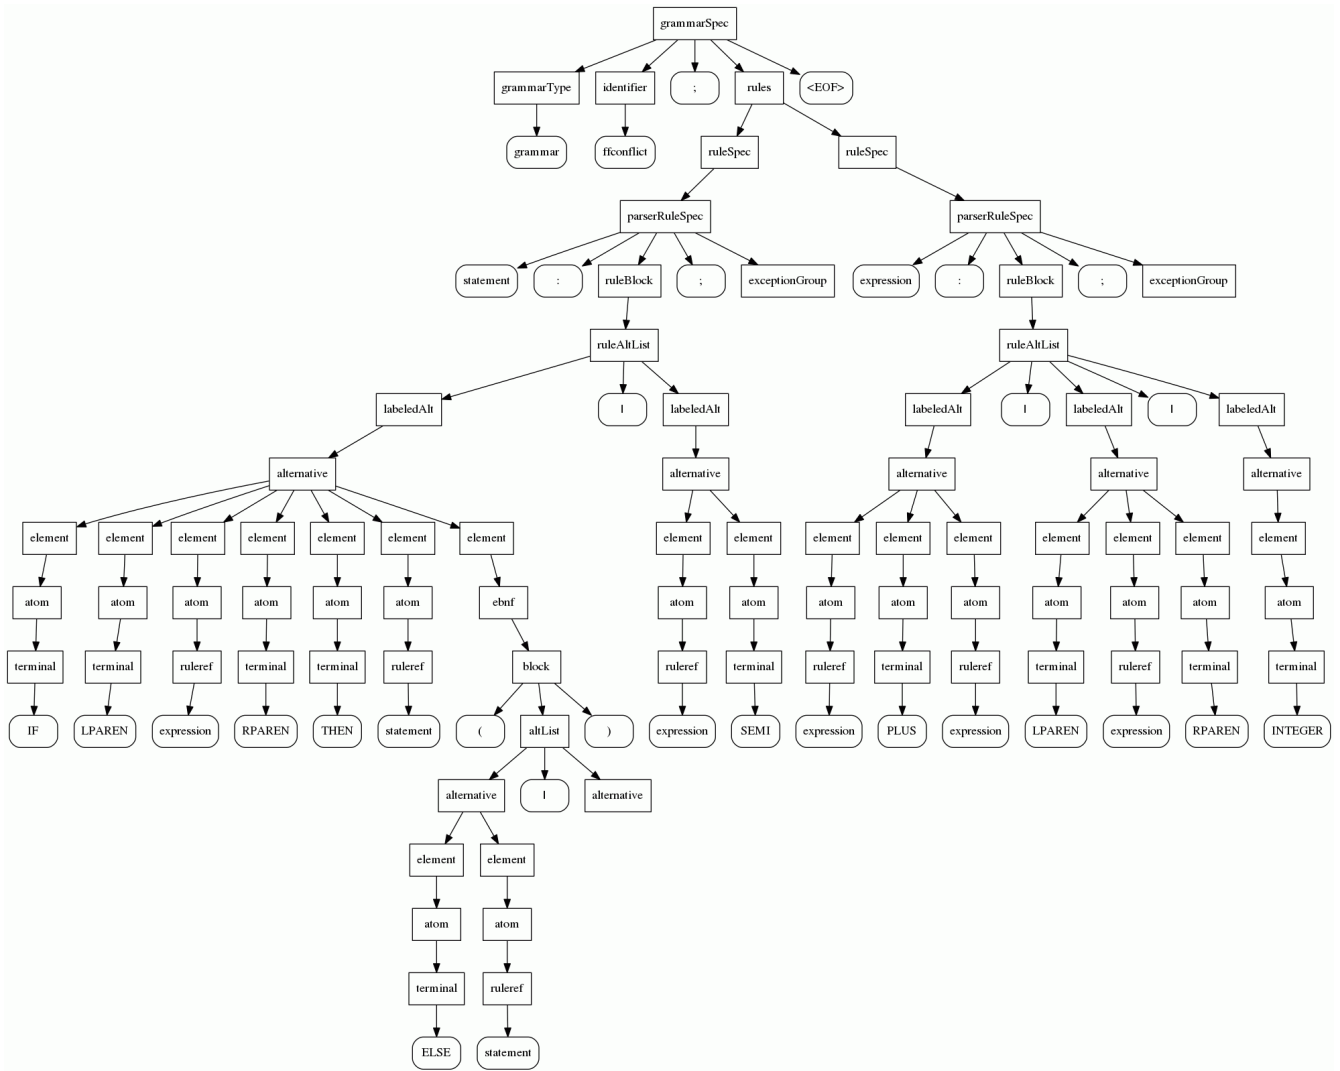 grammarSpec
grammarType identifier ; rules <EOF>
grammar ffconflict ruleSpec ruleSpec
parserRuleSpec parserRuleSpec
statement : ruleBlock ; exceptionGroup expression : ruleBlock ; exceptionGroup
ruleAltList ruleAltList
labeledAlt | labeledAlt labeledAlt | labeledAlt | labeledAlt
alternative alternative alternative alternative alternative
element element element element element element element element element element element element element element element element
atom atom atom atom atom atom ebnf atom atom atom atom atom atom atom atom atom
terminal terminal ruleref terminal terminal ruleref block ruleref terminal ruleref terminal ruleref terminal ruleref terminal terminal
IF LPAREN expression RPAREN THEN statement ( altList ) expression SEMI expression PLUS expression LPAREN expression RPAREN INTEGER
alternative | alternative
element element
atom atom
terminal ruleref
ELSE statement